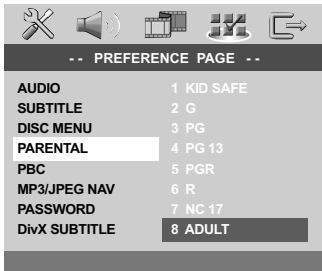 -- PREFERENCE PAGE --
AUDIO 1 KID SAFE
SUBTITLE 2 G
DISC MENU 3 PG
PARENTAL 4 PG 13
PBC 5 PGR
MP3/JPEG NAV 6 R
PASSWORD 7 NC 17
DivX SUBTITLE 8 ADULT